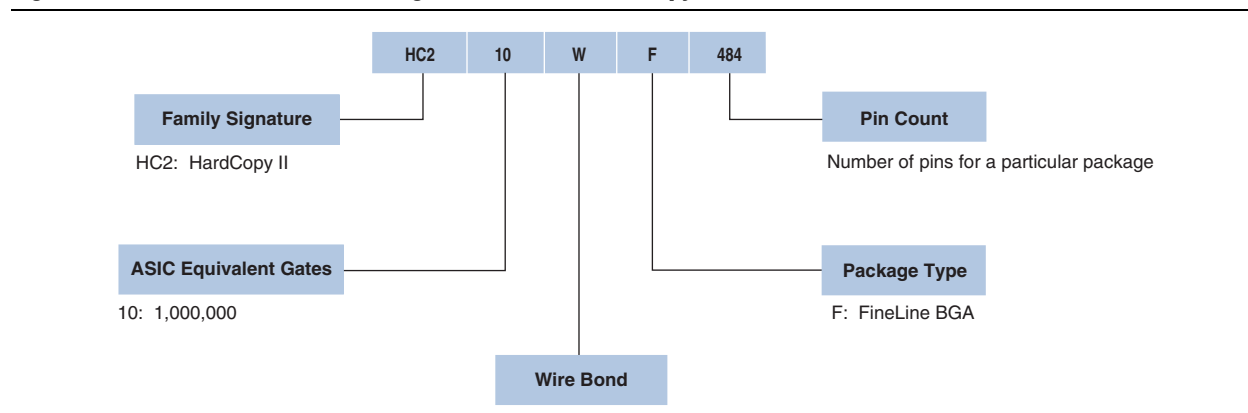 HC2 10 W F 484
Family Signature
HC2: HardCopy II
Pin Count
Number of pins for a particular package
ASIC Equivalent Gates
10: 1,000,000
Package Type
F: FineLine BGA
Wire Bond